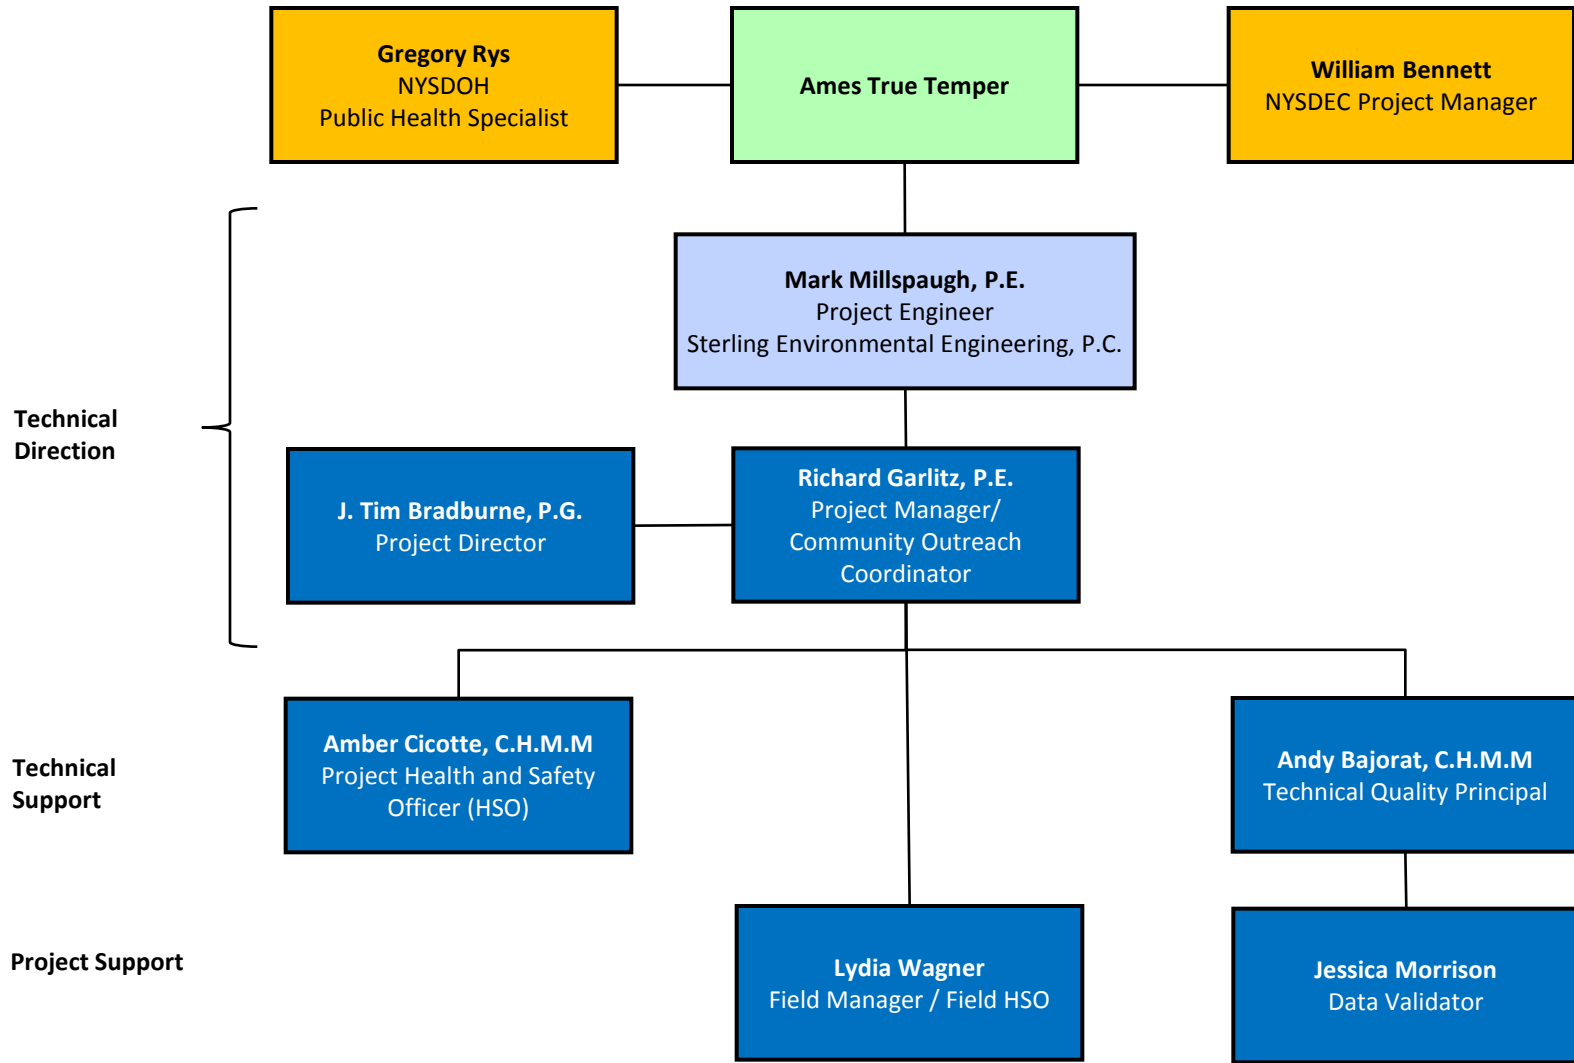 Gregory Rys
NYSDOH
Public Health Specialist
Ames True Temper
William Bennett
NYSDEC Project Manager
Mark Millspaugh, P.E.
Project Engineer
Sterling Environmental Engineering, P.C.
Technical
Direction
J. Tim Bradburne, P.G.
Project Director
Richard Garlitz, P.E.
Project Manager/
Community Outreach
Coordinator
Technical
Support
Amber Cicotte, C.H.M.M
Project Health and Safety
Officer (HSO)
Andy Bajorat, C.H.M.M
Technical Quality Principal
Project Support
Lydia Wagner
Field Manager / Field HSO
Jessica Morrison
Data Validator